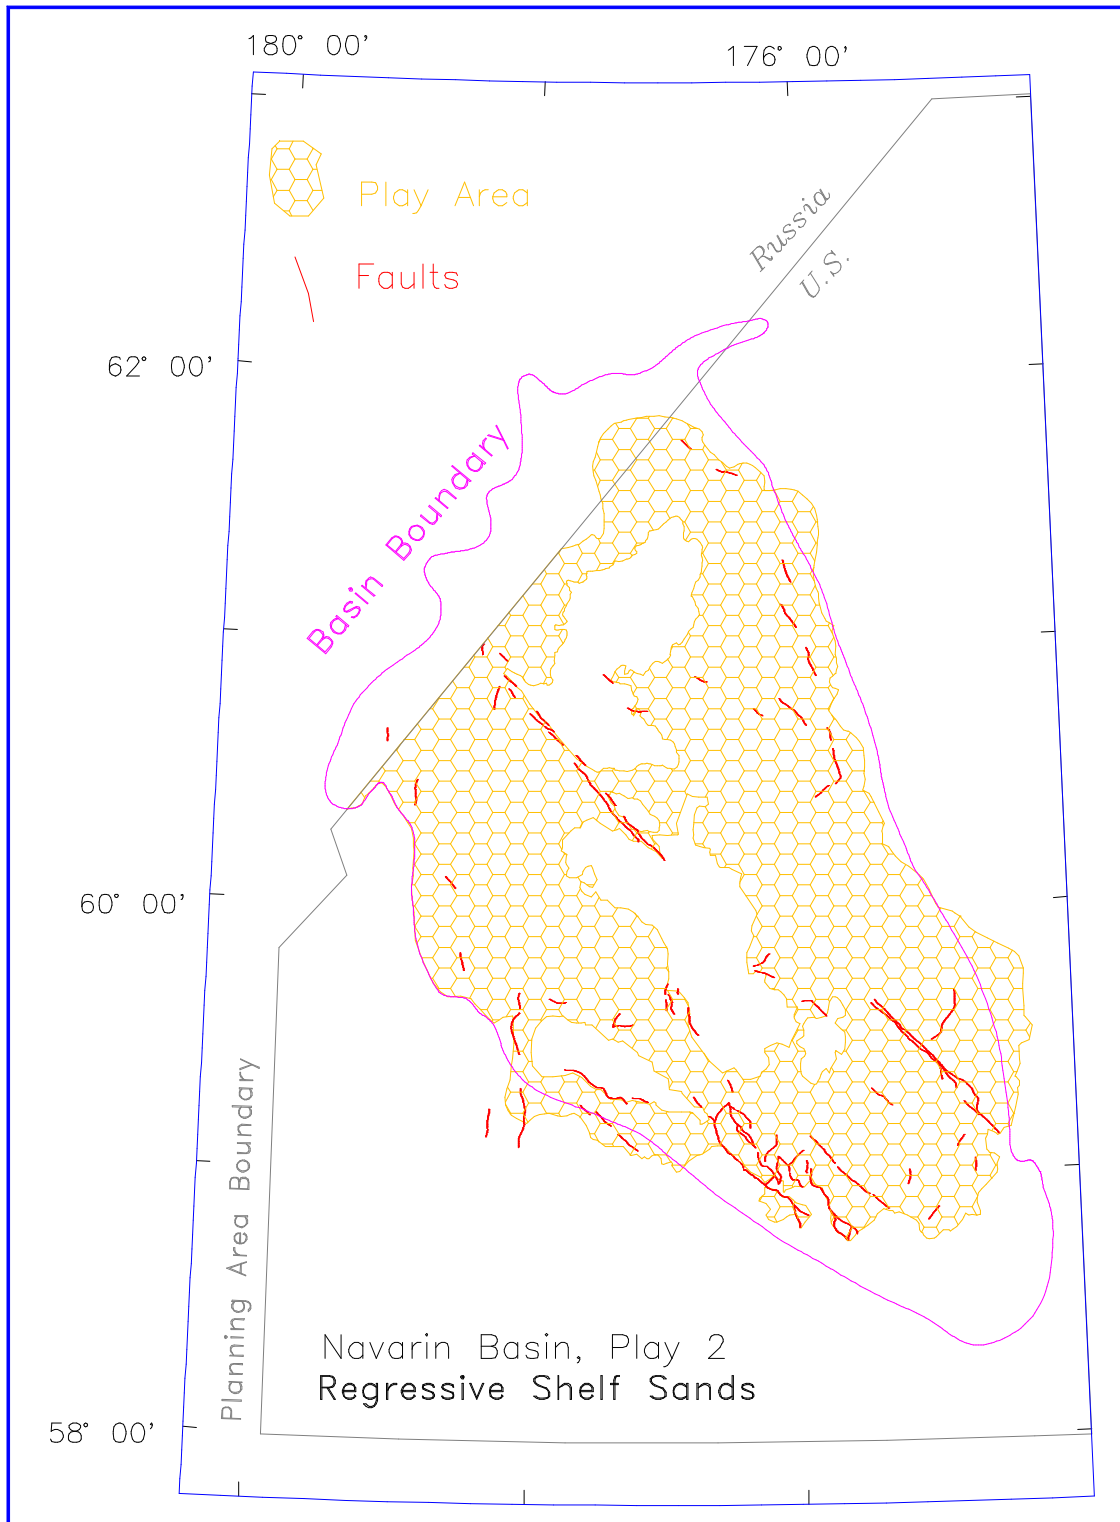 180° 00'
176° 00'
Play Area
Faults
Russia
U.S.
62° 00'
Basin Boundary
60° 00'
Planning Area Boundary
Navarin Basin, Play 2
Regressive Shelf Sands
58° 00'